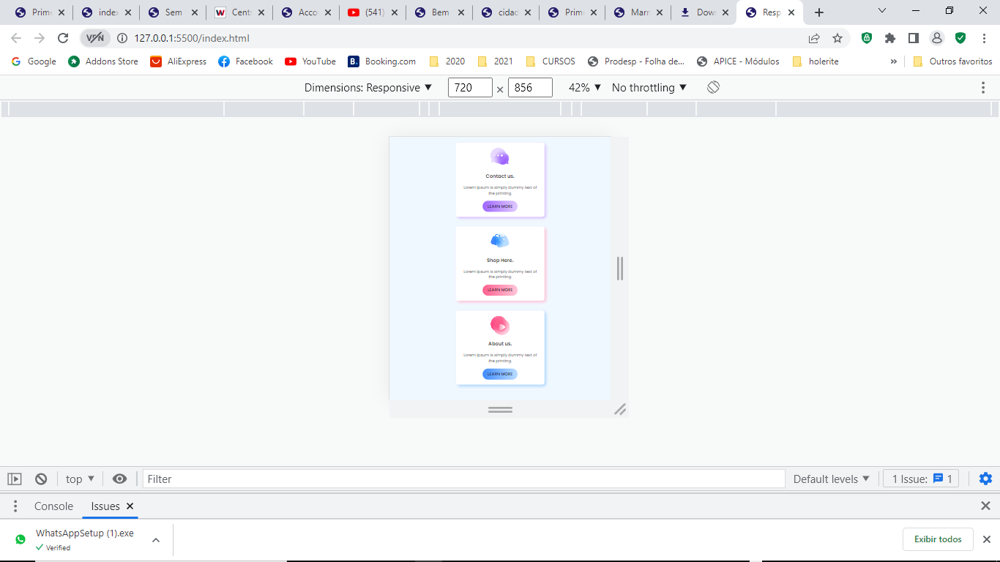 Prime
index
Sem
W Cent
Acco
(541)
Bem
cidad
Prime
Marn
Dow
Resp
VPN 127.0.0.1:5500/index.html
Google Addons Store AliExpress Facebook YouTube B. Booking.com 2020 2021 CURSOS Prodesp - Folha de... APICE - Módulos holerite » Outros favoritos
Dimensions: Responsive 720 × 856 42% No throttling
Contact us.
Lorem Ipsum is simply dummy text of
the printing.
LEARN MORE
Shop Here.
Lorem Ipsum is simply dummy text of
the printing.
LEARN MORE
About us.
Lorem Ipsum is simply dummy text of
the printing.
LEARN MORE
top Filter Default levels 1 Issue: 1
Console Issues
WhatsAppSetup (1).exe
Verified
Exibir todos